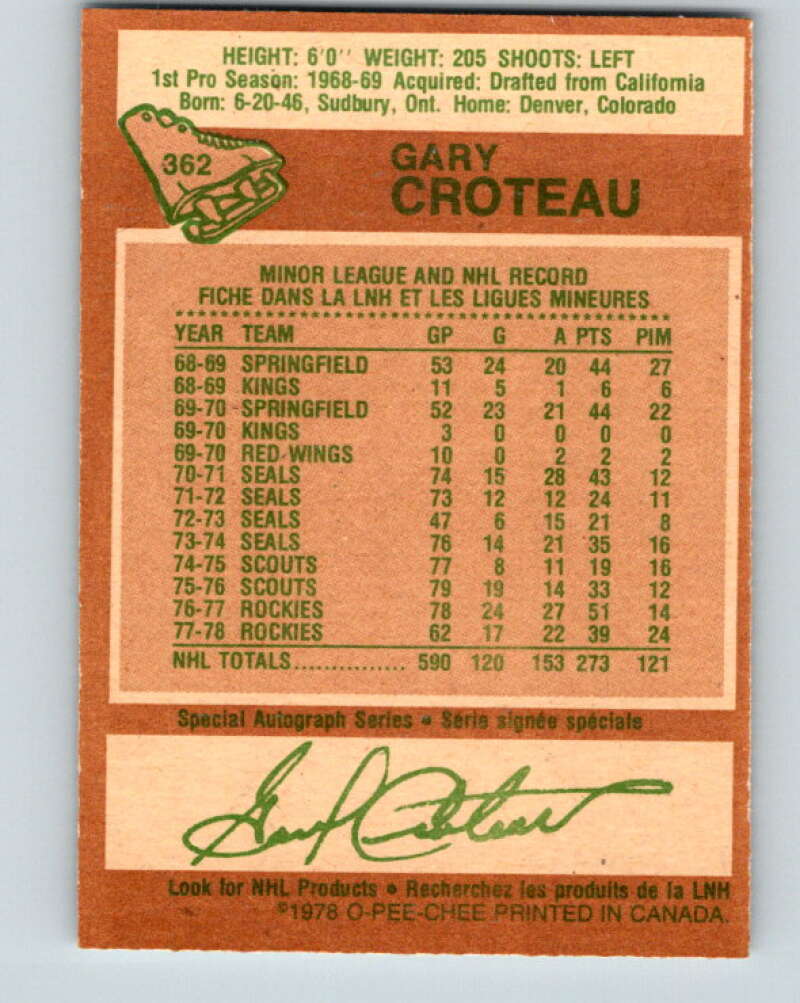 HEIGHT: 6'0'' WEIGHT: 205 SHOOTS: LEFT
1st Pro Season: 1968-69 Acquired: Drafted from California
Born: 6-20-46, Sudbury, Ont. Home: Denver, Colorado
362
GARY
CROTEAU
MINOR LEAGUE AND NHL RECORD
FICHE DANS LA LNH ET LES LIGUES MINEURES
YEAR TEAM GP G A PTS PIM
68-69 SPRINGFIELD 53 24 20 44 27
68-69 KINGS 11 5 1 6 6
69-70 SPRINGFIELD 52 23 21 44 22
69-70 KINGS 3 0 0 0 0
69-70 RED WINGS 10 0 2 2 2
70-71 SEALS 74 15 28 43 12
71-72 SEALS 73 12 12 24 11
72-73 SEALS 47 6 15 21 8
73-74 SEALS 76 14 21 35 16
74-75 SCOUTS 77 8 11 19 16
75-76 SCOUTS 79 19 14 33 12
76-77 ROCKIES 78 24 27 51 14
77-78 ROCKIES 62 17 22 39 24
NHL TOTALS............... 590 120 153 273 121
Special Autograph Series • Série signée spéciale
Gary Croteau
Look for NHL Products • Recherchez les produits de la LNH
©1978 O-PEE-CHEE PRINTED IN CANADA.